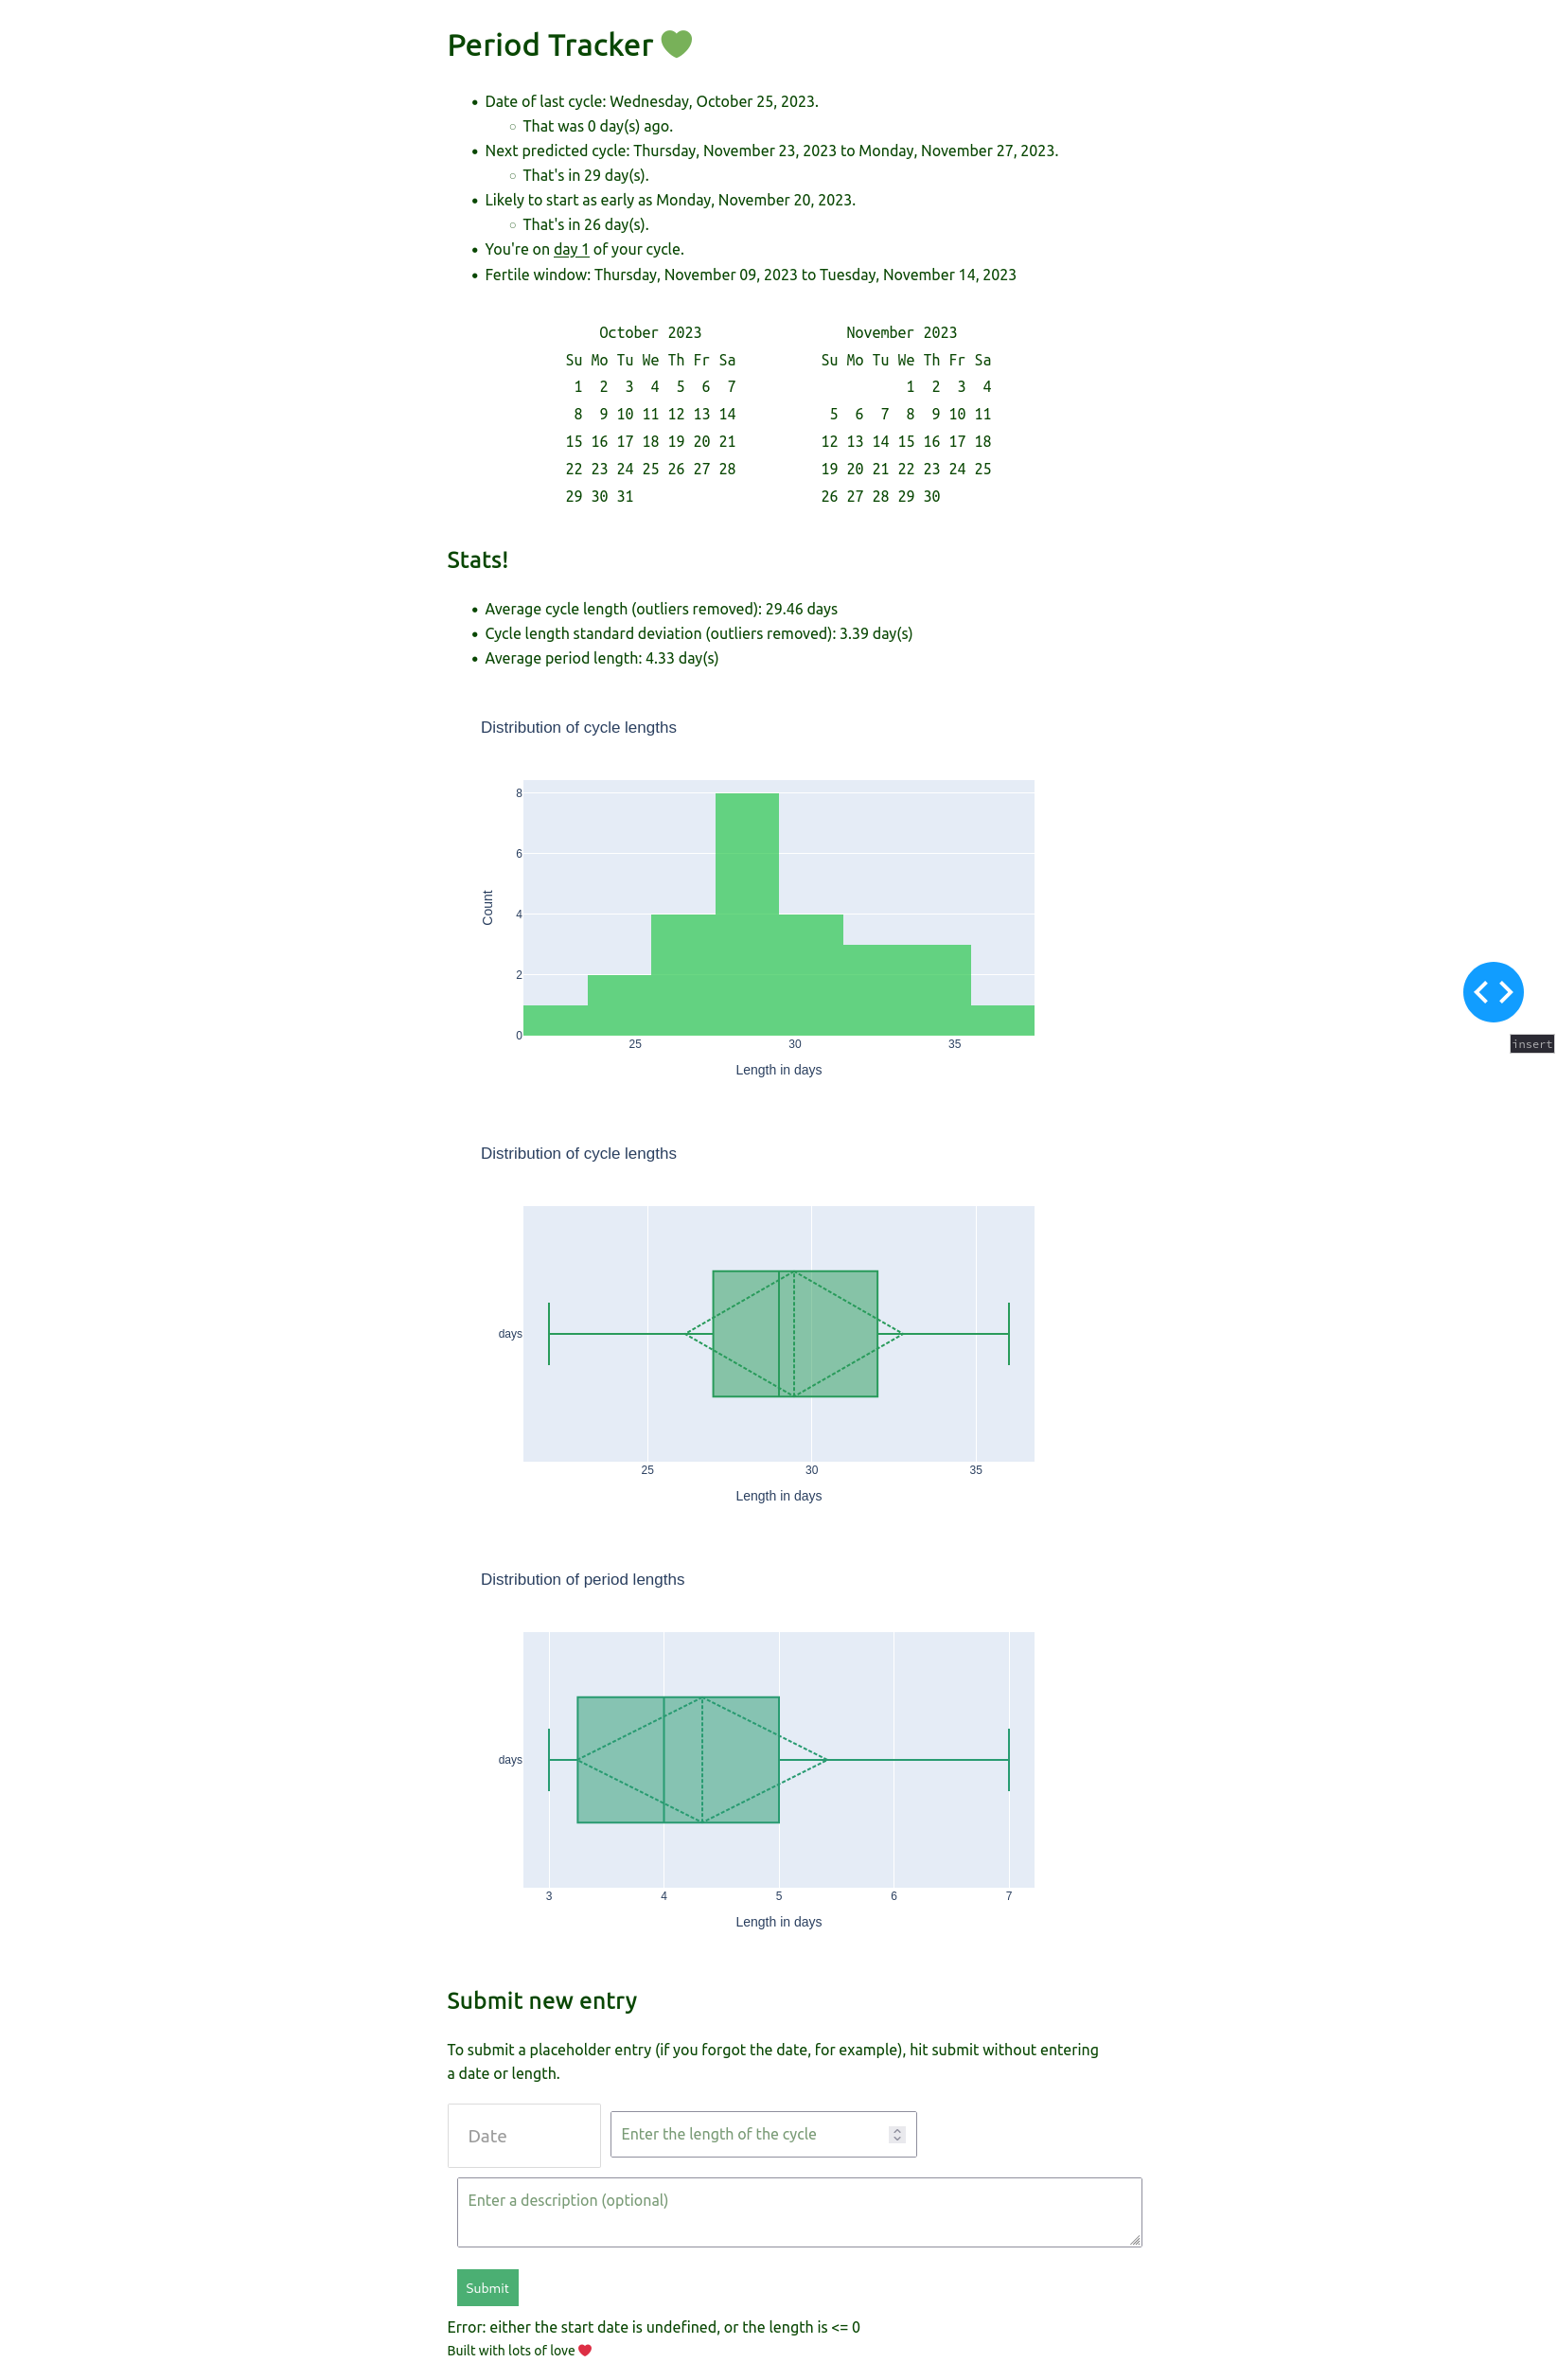 Period Tracker 💚
• Date of last cycle: Wednesday, October 25, 2023.
○ That was 0 day(s) ago.
• Next predicted cycle: Thursday, November 23, 2023 to Monday, November 27, 2023.
○ That's in 29 day(s).
• Likely to start as early as Monday, November 20, 2023.
○ That's in 26 day(s).
• You're on day 1 of your cycle.
• Fertile window: Thursday, November 09, 2023 to Tuesday, November 14, 2023
October 2023 November 2023
Su Mo Tu We Th Fr Sa Su Mo Tu We Th Fr Sa
1 2 3 4 5 6 7 1 2 3 4
8 9 10 11 12 13 14 5 6 7 8 9 10 11
15 16 17 18 19 20 21 12 13 14 15 16 17 18
22 23 24 25 26 27 28 19 20 21 22 23 24 25
29 30 31 26 27 28 29 30
Stats!
• Average cycle length (outliers removed): 29.46 days
• Cycle length standard deviation (outliers removed): 3.39 day(s)
• Average period length: 4.33 day(s)
Distribution of cycle lengths
8
6
Count
4
2
0
25 30 35
Length in days
insert
Distribution of cycle lengths
days
25 30 35
Length in days
Distribution of period lengths
days
3 4 5 6 7
Length in days
Submit new entry
To submit a placeholder entry (if you forgot the date, for example), hit submit without entering
a date or length.
Date Enter the length of the cycle
Enter a description (optional)
Submit
Error: either the start date is undefined, or the length is <= 0
Built with lots of love ❤️